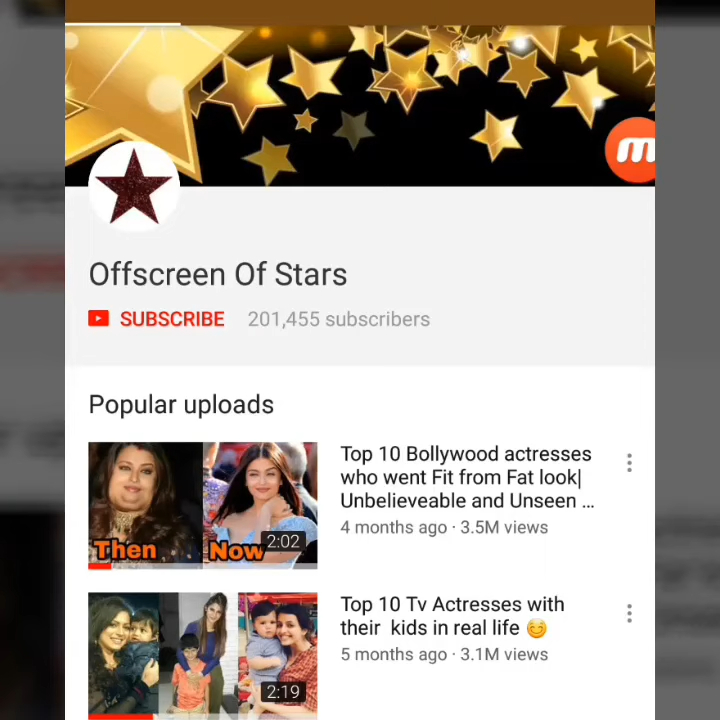 m
Offscreen Of Stars
SUBSCRIBE 201,455 subscribers
Popular uploads
Then Now 2:02
Top 10 Bollywood actresses
who went Fit from Fat look|
Unbelieveable and Unseen ...
4 months ago · 3.5M views
2:19
Top 10 Tv Actresses with
their kids in real life 😊
5 months ago · 3.1M views